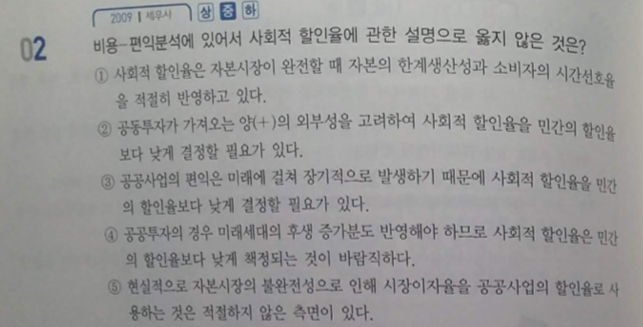 2009 | 세무사 상 중 하
02 비용-편익분석에 있어서 사회적 할인율에 관한 설명으로 옳지 않은 것은?
① 사회적 할인율은 자본시장이 완전할 때 자본의 한계생산성과 소비자의 시간선호율
을 적절히 반영하고 있다.
② 공동투자가 가져오는 양(+)의 외부성을 고려하여 사회적 할인율을 민간의 할인율
보다 낮게 결정할 필요가 있다.
③ 공공사업의 편익은 미래에 걸쳐 장기적으로 발생하기 때문에 사회적 할인율을 민간
의 할인율보다 낮게 결정할 필요가 있다.
④ 공공투자의 경우 미래세대의 후생 증가분도 반영해야 하므로 사회적 할인율은 민간
의 할인율보다 낮게 책정되는 것이 바람직하다.
⑤ 현실적으로 자본시장의 불완전성으로 인해 시장이자율을 공공사업의 할인율로 사
용하는 것은 적절하지 않은 측면이 있다.